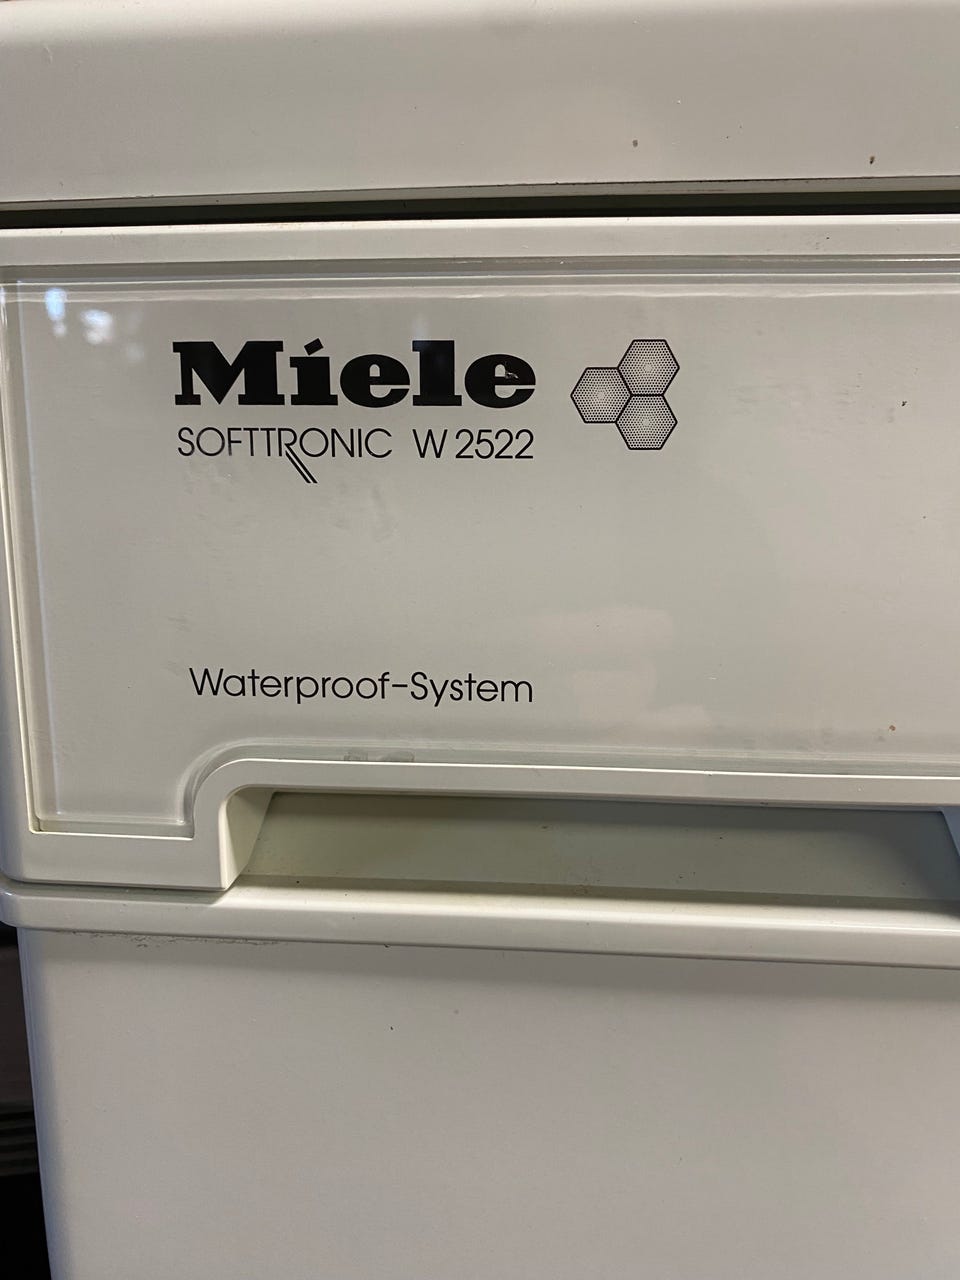 Miele
SOFTTRONIC W 2522
Waterproof-System